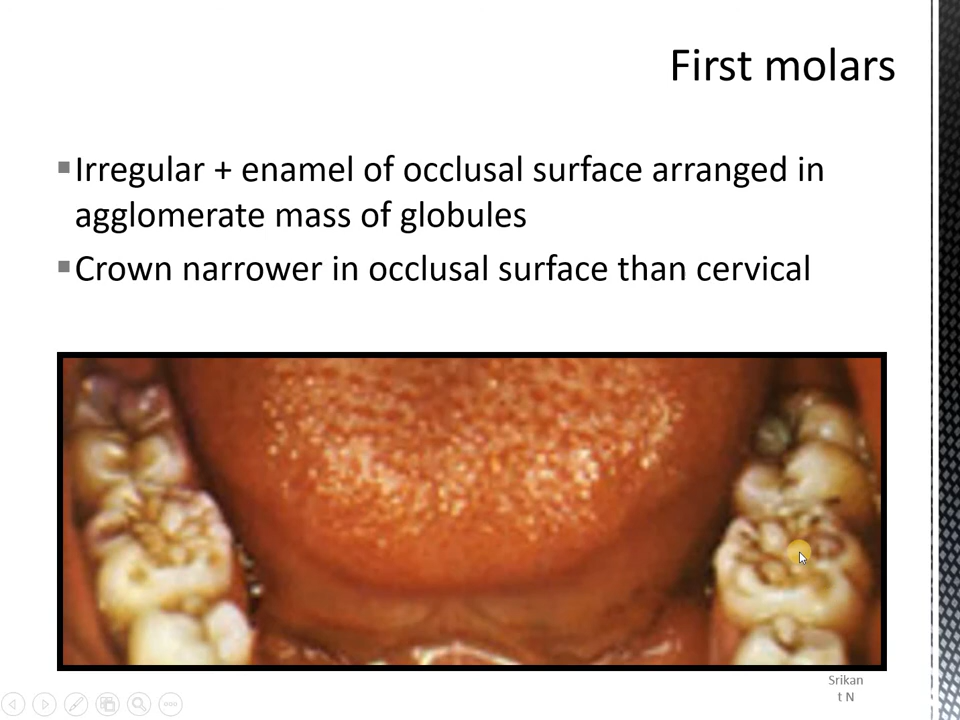 First molars
Irregular + enamel of occlusal surface arranged in
agglomerate mass of globules
Crown narrower in occlusal surface than cervical
Srikan
t N